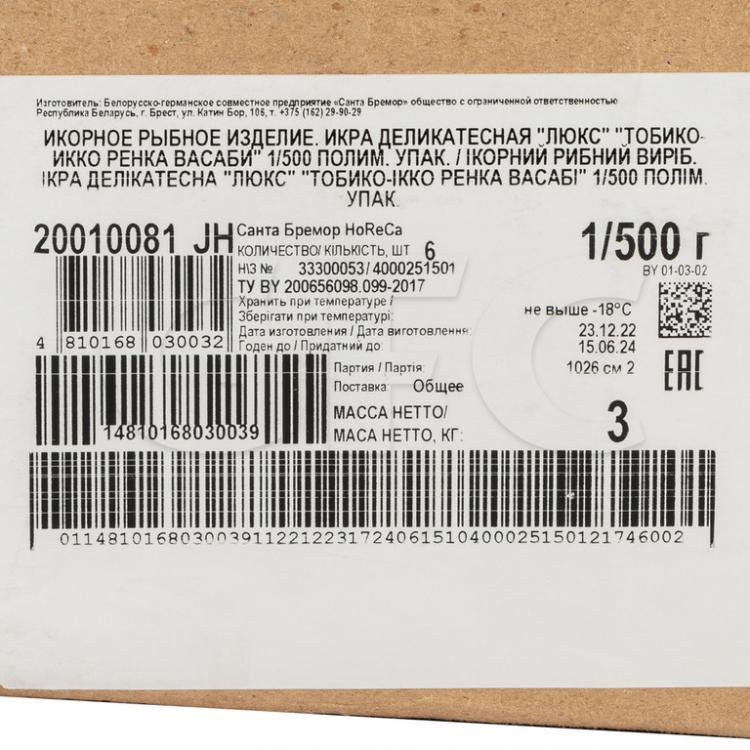 Изготовитель: Белорусско-германское совместное предприятие «Санта Бремор» общество с ограниченной ответственностью
Республика Беларусь, г. Брест, ул. Катин Бор, 106, т. +375 (162) 29-90-29
ИКОРНОЕ РЫБНОЕ ИЗДЕЛИЕ. ИКРА ДЕЛИКАТЕСНАЯ "ЛЮКС" "ТОБИКО-
ИККО РЕНКА ВАСАБИ" 1/500 ПОЛИМ. УПАК. / ІКОРНИЙ РИБНИЙ ВИРІБ.
ІКРА ДЕЛІКАТЕСНА "ЛЮКС" "ТОБИКО-ІККО РЕНКА ВАСАБІ" 1/500 ПОЛІМ.
УПАК.
20010081 JH
Санта Бремор HoReCa
КОЛИЧЕСТВО/ КІЛЬКІСТЬ, ШТ 6
1/500 г
Н\З № 33300053/4000251501
BY 01-03-02
ТУ BY 200656098.099-2017
Хранить при температуре /
Зберігати при температурі:
не выше -18°С
Дата изготовления / Дата виготовлення:
23.12.22
Годен до / Придатний до:
15.06.24
4 810168 030032
Партия / Партія:
1026 см 2
Поставка: Общее
EAC
МАССА НЕТТО/
МАСА НЕТТО, КГ:
3
14810168030039
0114810168030039112212231724061510400025150121746002
CFC